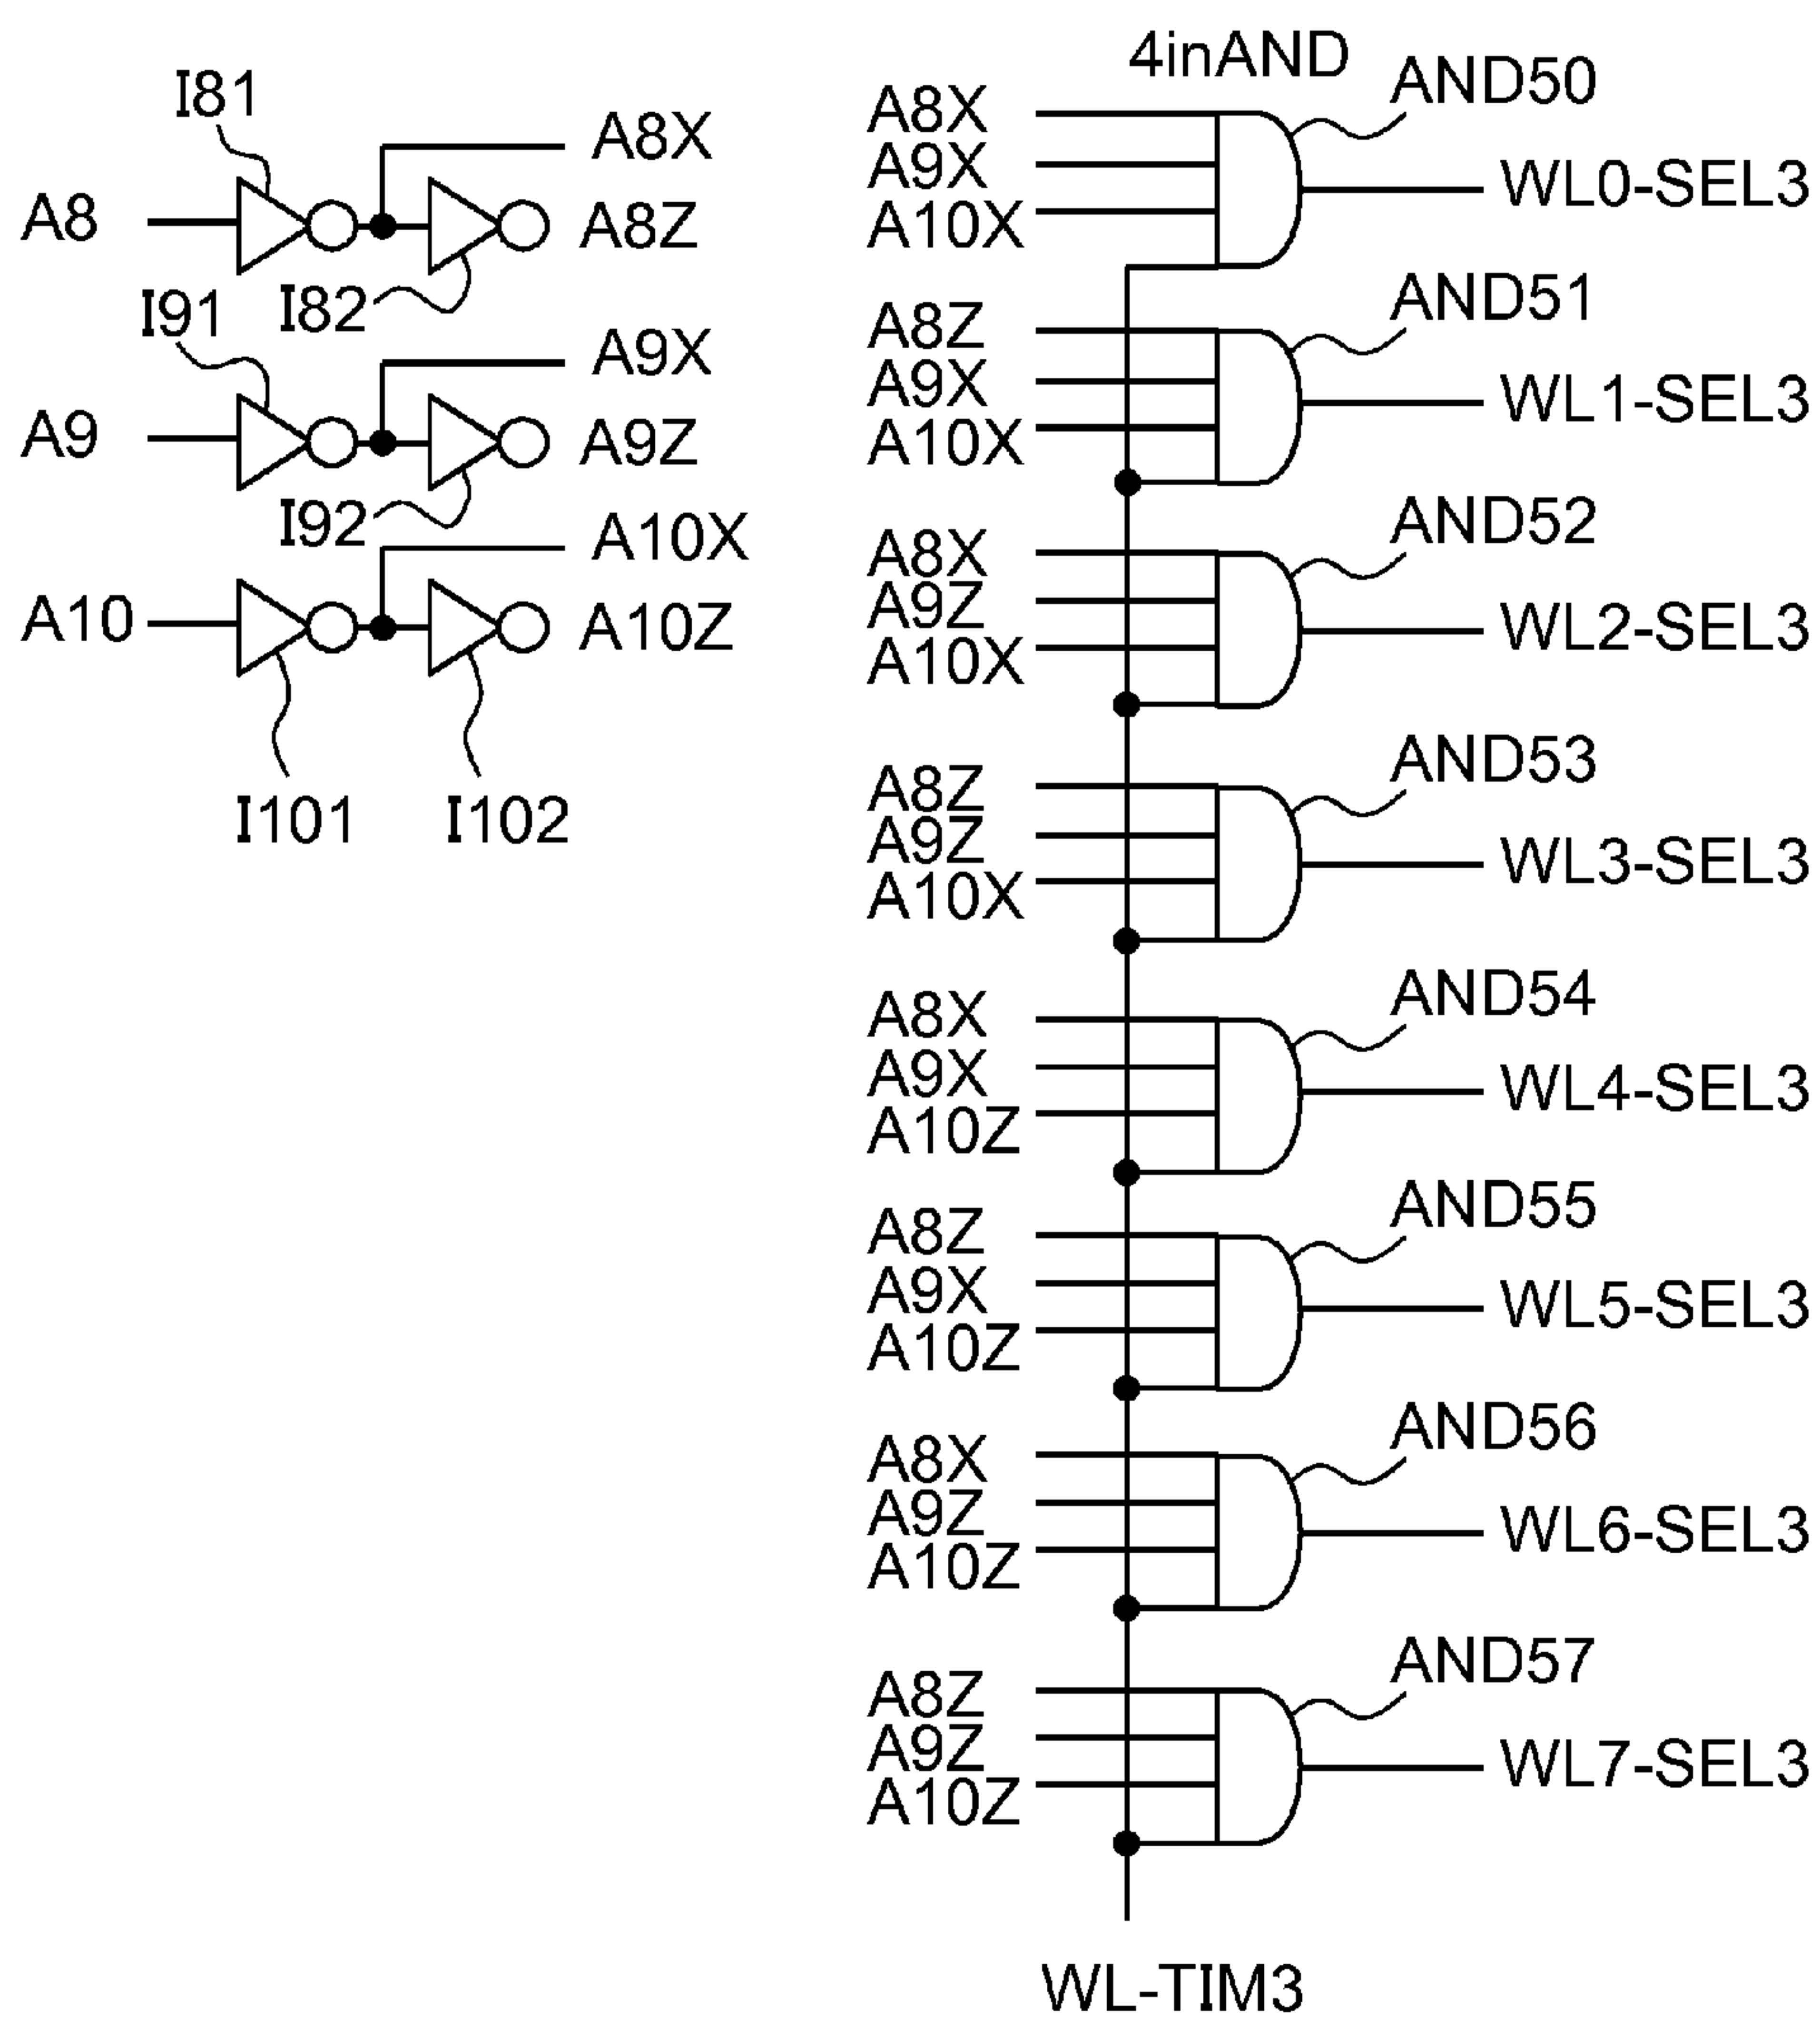 I81
A8X
A8
A8Z
I82
I91
A9X
A9
A9Z
I92
A10X
A10
A10Z
I101
I102
4inAND
AND50
A8X
A9X
A10X
WL0-SEL3
AND51
A8Z
A9X
A10X
WL1-SEL3
AND52
A8X
A9Z
A10X
WL2-SEL3
AND53
A8Z
A9Z
A10X
WL3-SEL3
AND54
A8X
A9X
A10Z
WL4-SEL3
AND55
A8Z
A9X
A10Z
WL5-SEL3
AND56
A8X
A9Z
A10Z
WL6-SEL3
AND57
A8Z
A9Z
A10Z
WL7-SEL3
WL-TIM3